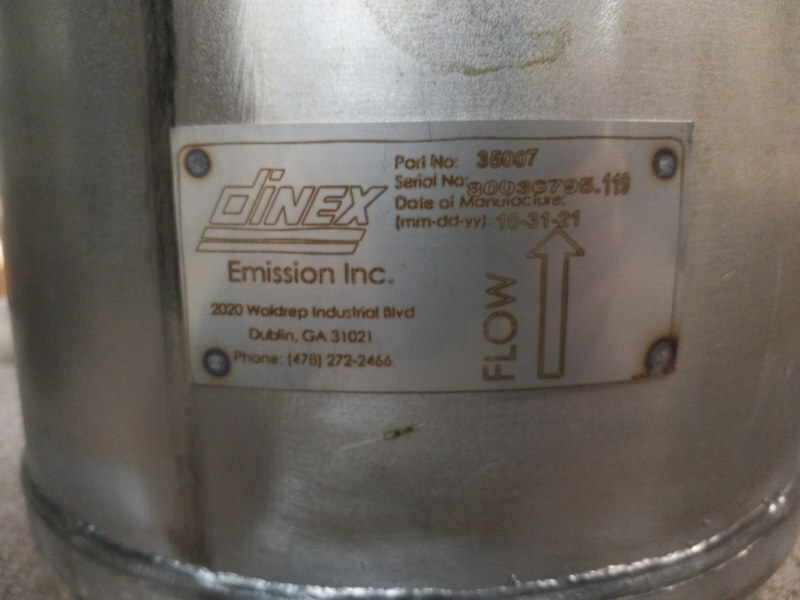 dINEX
Emission Inc.
2020 Waldrep Industrial Blvd
Dublin, GA 31021
Phone: (478) 272-2466
Part No: 35007
Serial No: 80036795.119
Date of Manufacture:
(mm-dd-yy) 10-31-21
FLOW